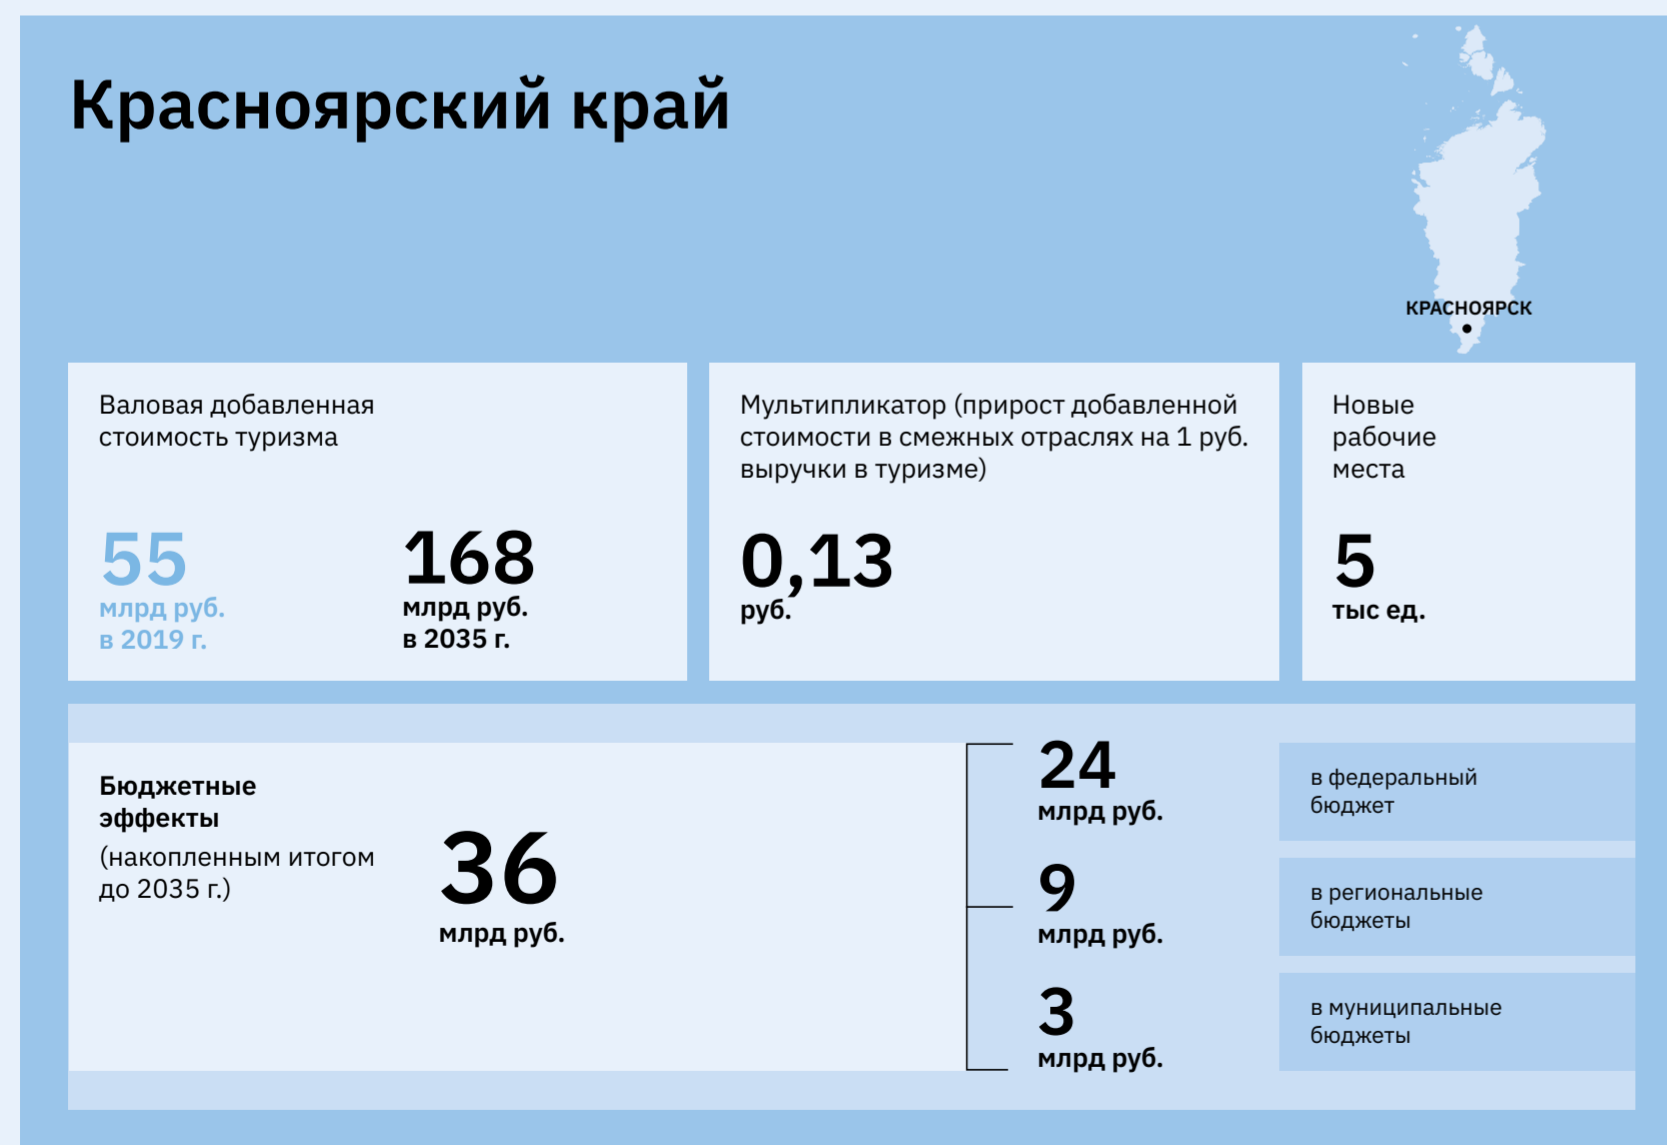 Красноярский край
КРАСНОЯРСК
Валовая добавленная
стоимость туризма
55
млрд руб.
в 2019 г.
168
млрд руб.
в 2035 г.
Мультипликатор (прирост добавленной
стоимости в смежных отраслях на 1 руб.
выручки в туризме)
0,13
руб.
Новые
рабочие
места
5
тыс ед.
Бюджетные
эффекты
(накопленным итогом
до 2035 г.)
36
млрд руб.
24
млрд руб.
в федеральный
бюджет
9
млрд руб.
в региональные
бюджеты
3
млрд руб.
в муниципальные
бюджеты